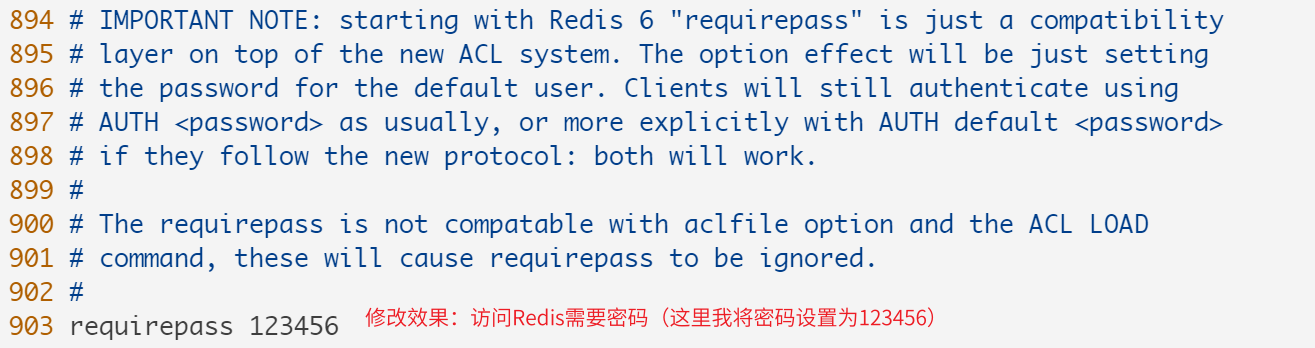 894 # IMPORTANT NOTE: starting with Redis 6 "requirepass" is just a compatibility
895 # layer on top of the new ACL system. The option effect will be just setting
896 # the password for the default user. Clients will still authenticate using
897 # AUTH <password> as usually, or more explicitly with AUTH default <password>
898 # if they follow the new protocol: both will work.
899 #
900 # The requirepass is not compatable with aclfile option and the ACL LOAD
901 # command, these will cause requirepass to be ignored.
902 #
903 requirepass 123456 修改效果：访问Redis需要密码（这里我将密码设置为123456）